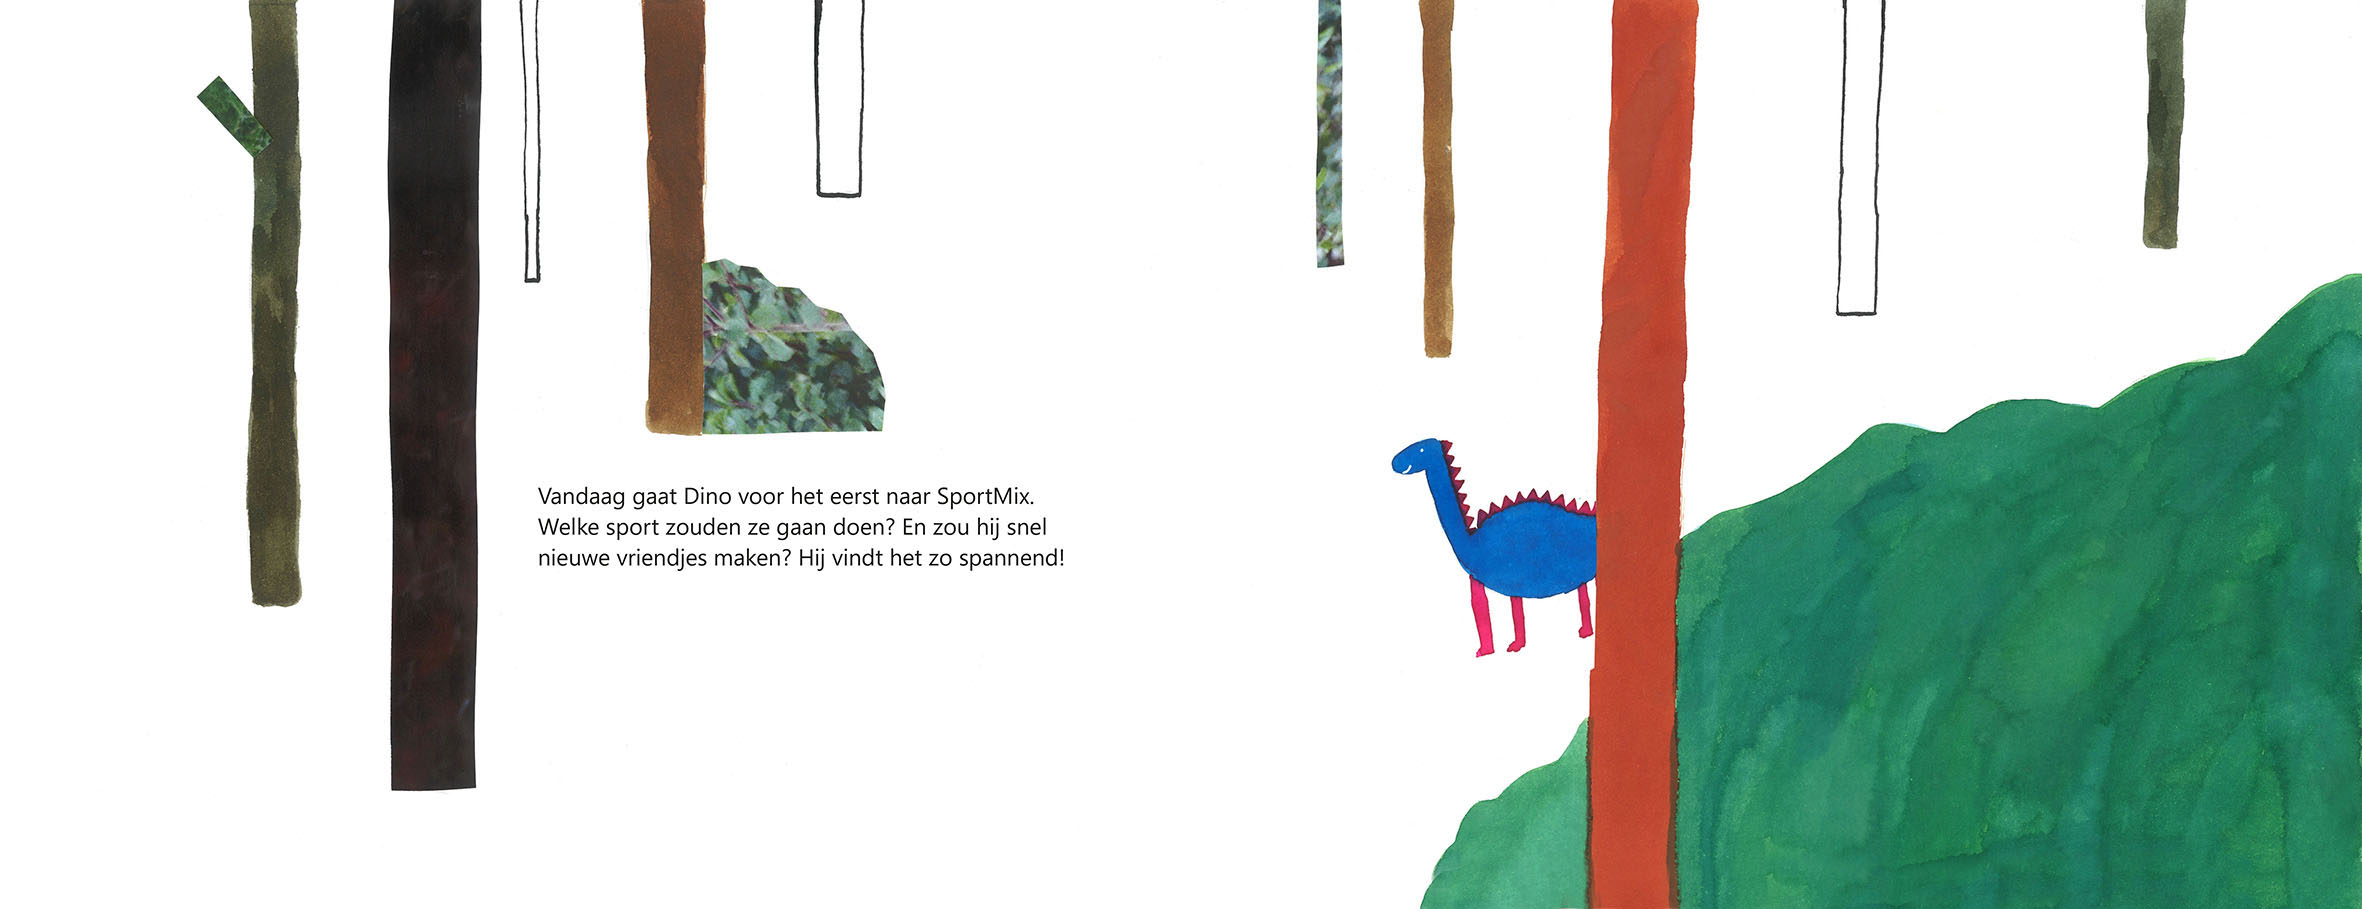 Vandaag gaat Dino voor het eerst naar SportMix.
Welke sport zouden ze gaan doen? En zou hij snel
nieuwe vriendjes maken? Hij vindt het zo spannend!